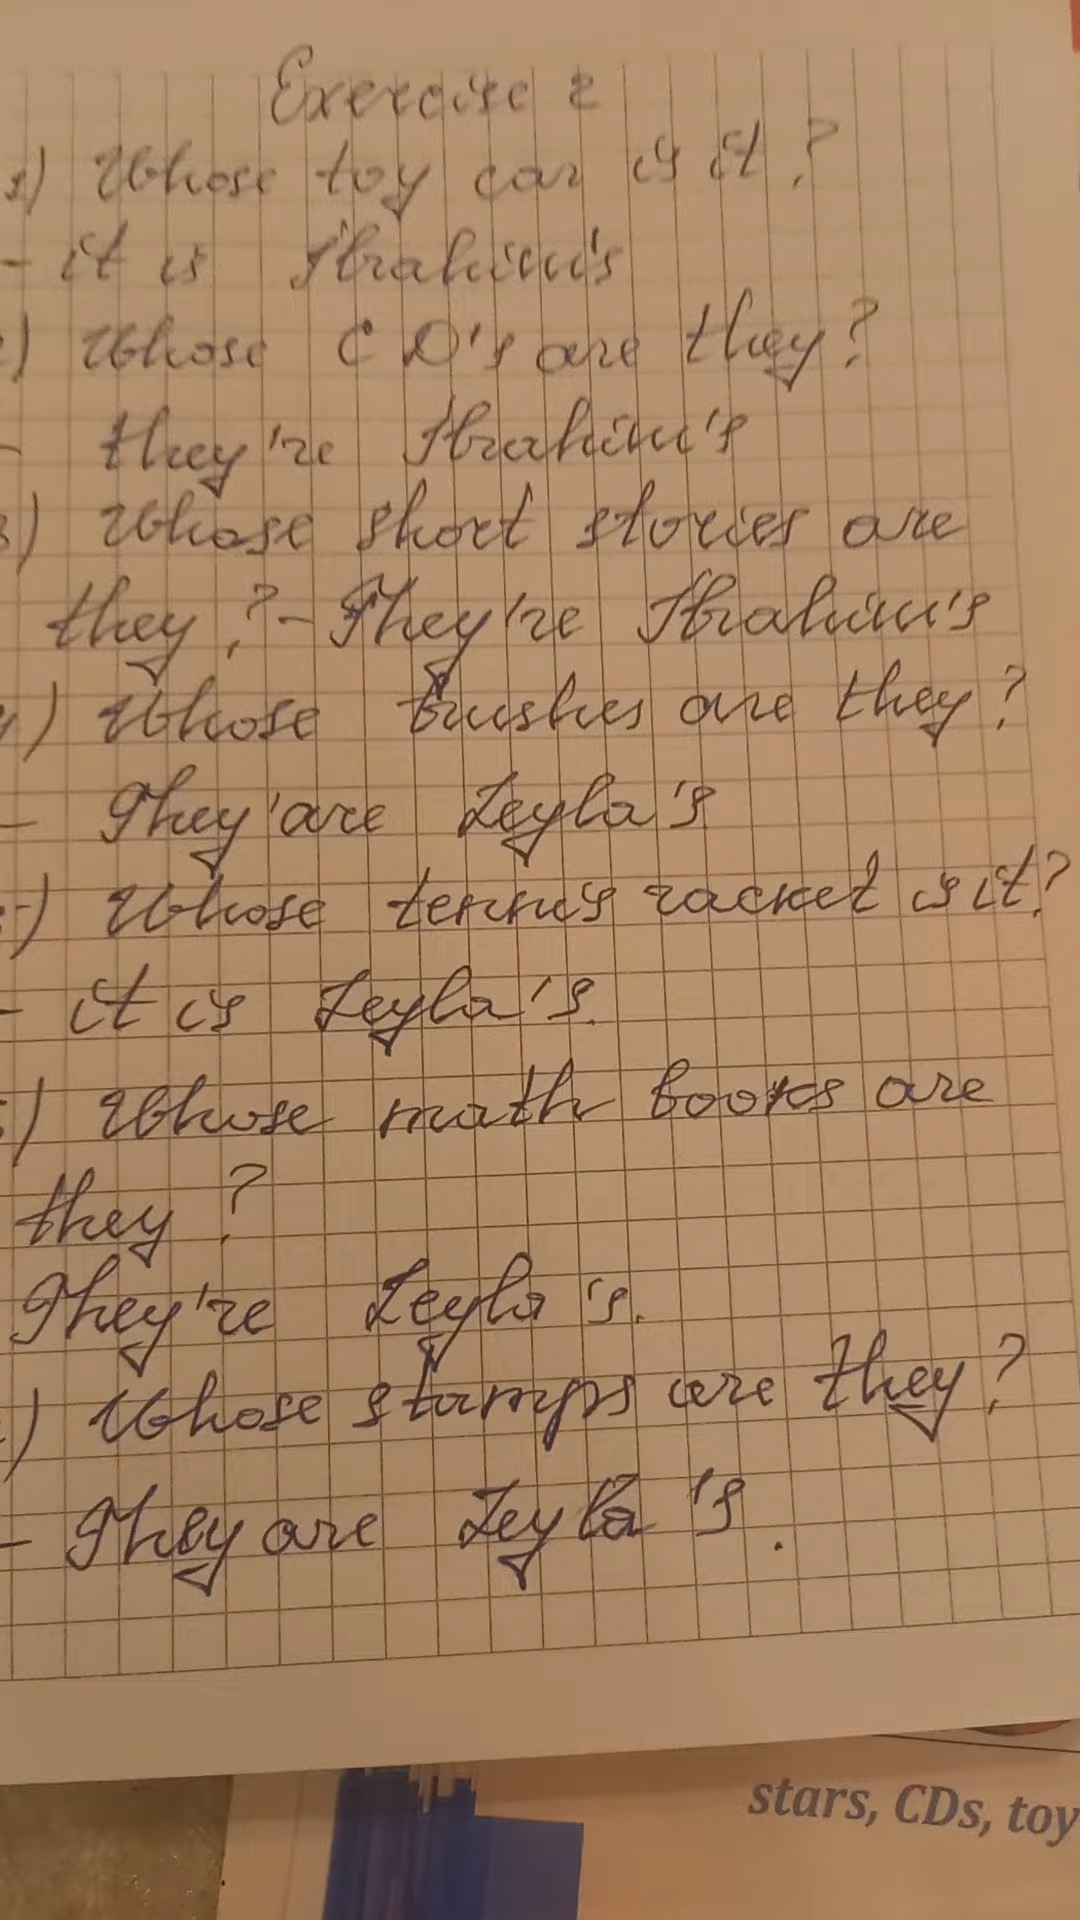 Exercise 2
1) Whose toy car is it?
- it is Ibrahim's
) Whose CD's are they?
- they're Ibrahim's
3) Whose short stories are
they? - They're Ibrahim's
4) Whose brushes are they?
- They'are Leyla's
5) Whose tennis racket is it?
- it is Leyla's.
) Whose math books are
they?
They're Leyla's.
) Whose stamps are they?
- They are Leyla's.
stars, CDs, toy